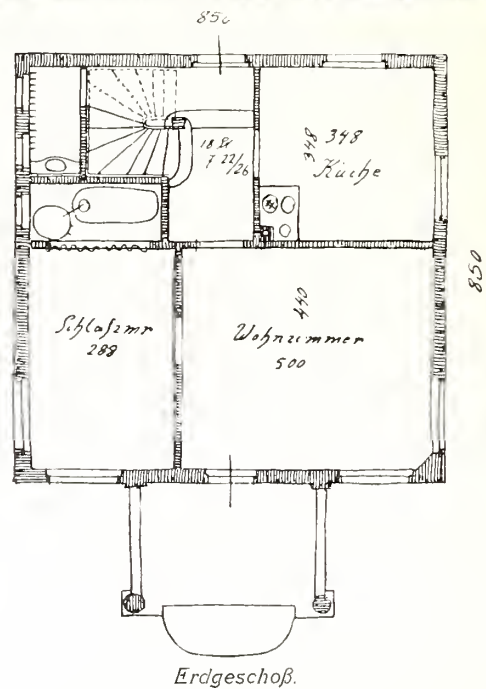 850
18 St
7 22/26
348
348
Küche
850
Schlafzmr
288
440
Wohnzimmer
500
Erdgeschoß.